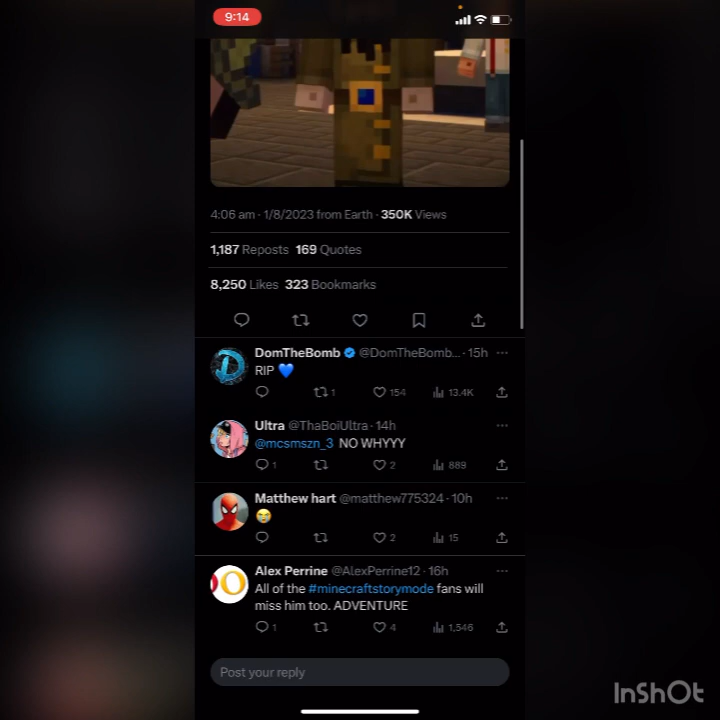 9:14
4:06 am · 1/8/2023 from Earth · 350K Views
1,187 Reposts 169 Quotes
8,250 Likes 323 Bookmarks
DomTheBomb @DomTheBomb... · 15h
RIP 💙
1 154 13.4K
Ultra @ThaBoiUltra · 14h
@mcsmszn_3 NO WHYYY
1 2 889
Matthew hart @matthew775324 · 10h
😭
2 15
Alex Perrine @AlexPerrine12 · 16h
All of the #minecraftstorymode fans will
miss him too. ADVENTURE
1 4 1,546
Post your reply
InShOt